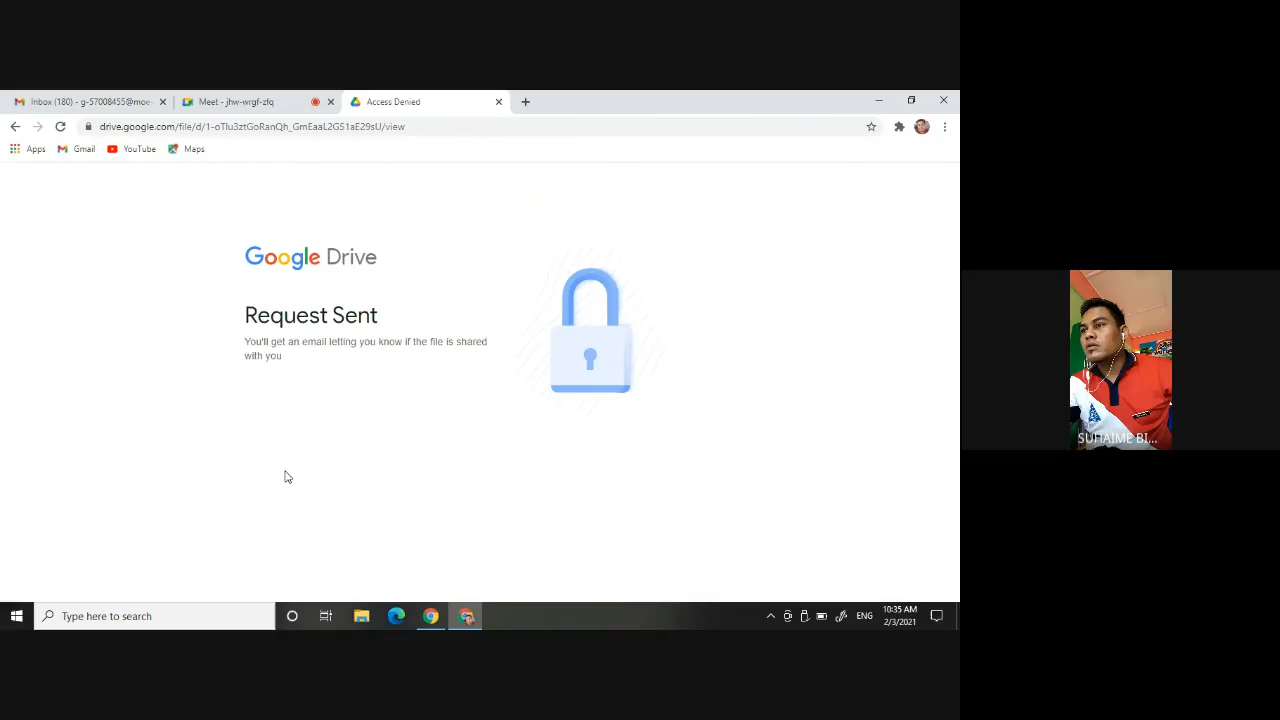 Inbox (180) - g-57008455@moe-
Meet - jhw-wrgf-zfq
Access Denied
drive.google.com/file/d/1-oTlu3ztGoRanQh_GmEaaL2G51aE29sU/view
Apps Gmail YouTube Maps
Google Drive
Request Sent
You'll get an email letting you know if the file is shared
with you
SUHAIME BI...
Type here to search
ENG
10:35 AM
2/3/2021